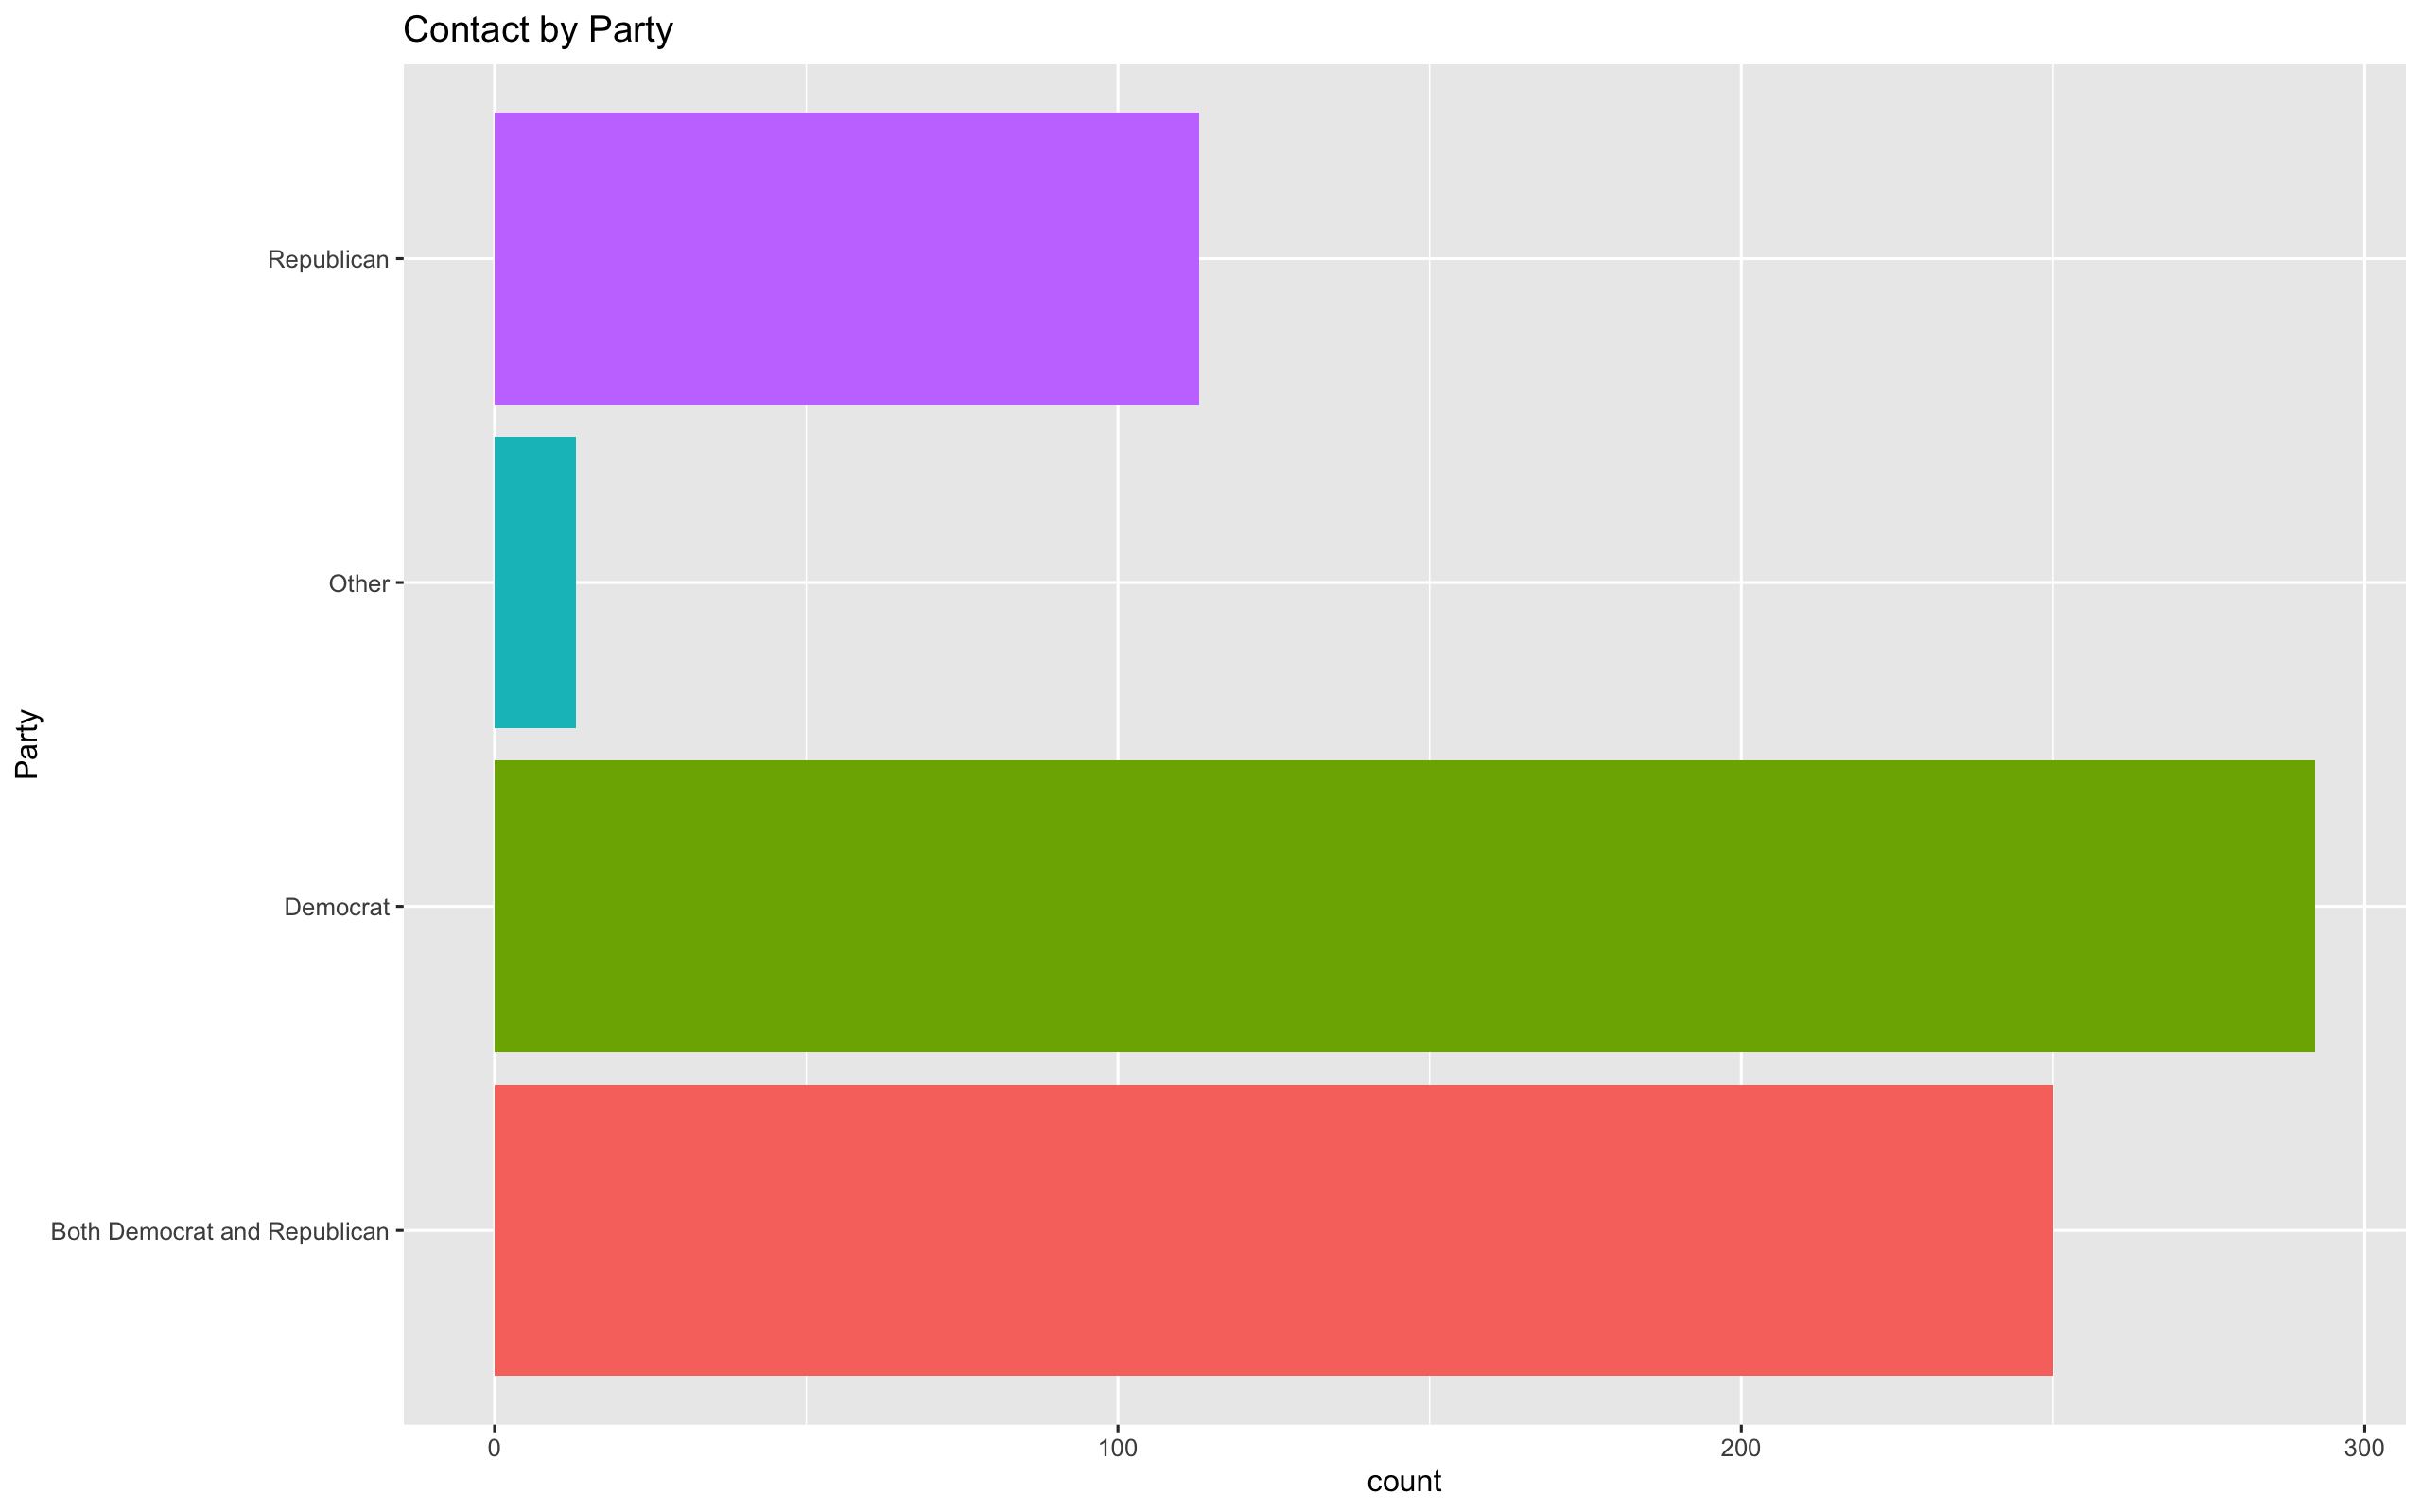 Contact by Party
Republican
Other
Democrat
Both Democrat and Republican
Party
0 100 200 300
count